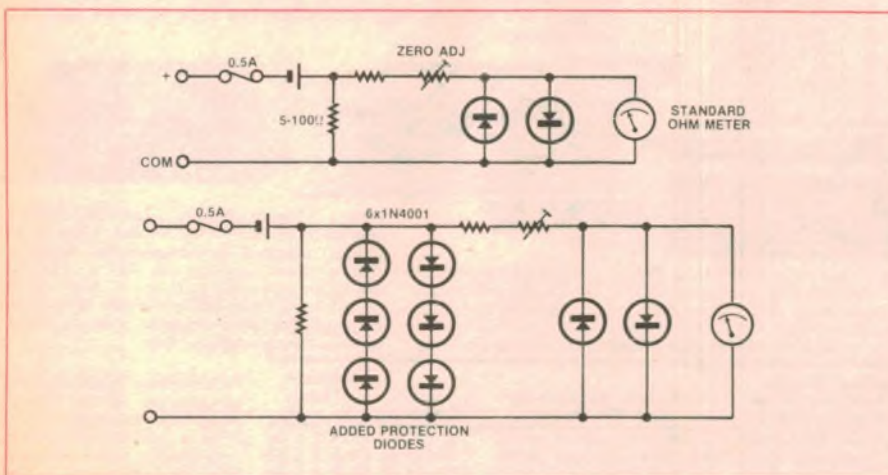 ZERO ADJ
0.5A
+
5-100Ω
STANDARD
OHM METER
COM
0.5A
6x1N4001
ADDED PROTECTION
DIODES